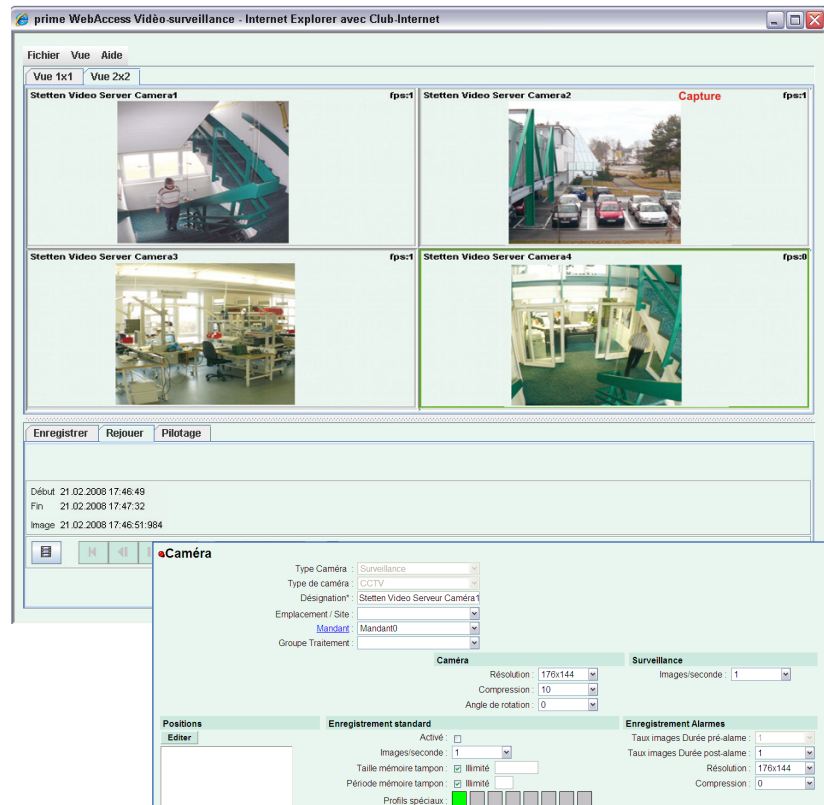 prime WebAccess Vidèo-surveillance - Internet Explorer avec Club-Internet
Fichier Vue Aide
Vue 1x1 Vue 2x2
Stetten Video Server Camera1 fps:1
Stetten Video Server Camera2 Capture fps:1
Stetten Video Server Camera3 fps:1
Stetten Video Server Camera4 fps:0
Enregistrer Rejouer Pilotage
Début 21.02.2008 17:46:49
Fin 21.02.2008 17:47:32
Image 21.02.2008 17:46:51:984
Caméra
Type Caméra : Surveillance
Type de caméra : CCTV
Désignation* : Stetten Video Serveur Caméra1
Emplacement / Site :
Mandant : Mandant0
Groupe Traitement :
Caméra
Résolution : 176x144
Compression : 10
Angle de rotation : 0
Surveillance
Images/seconde : 1
Positions
Editer
Enregistrement standard
Activé :
Images/seconde : 1
Taille mémoire tampon : Illimité
Période mémoire tampon : Illimité
Profils spéciaux :
Enregistrement Alarmes
Taux images Durée pré-alame : 1
Taux images Durée post-alame : 1
Résolution : 176x144
Compression : 0